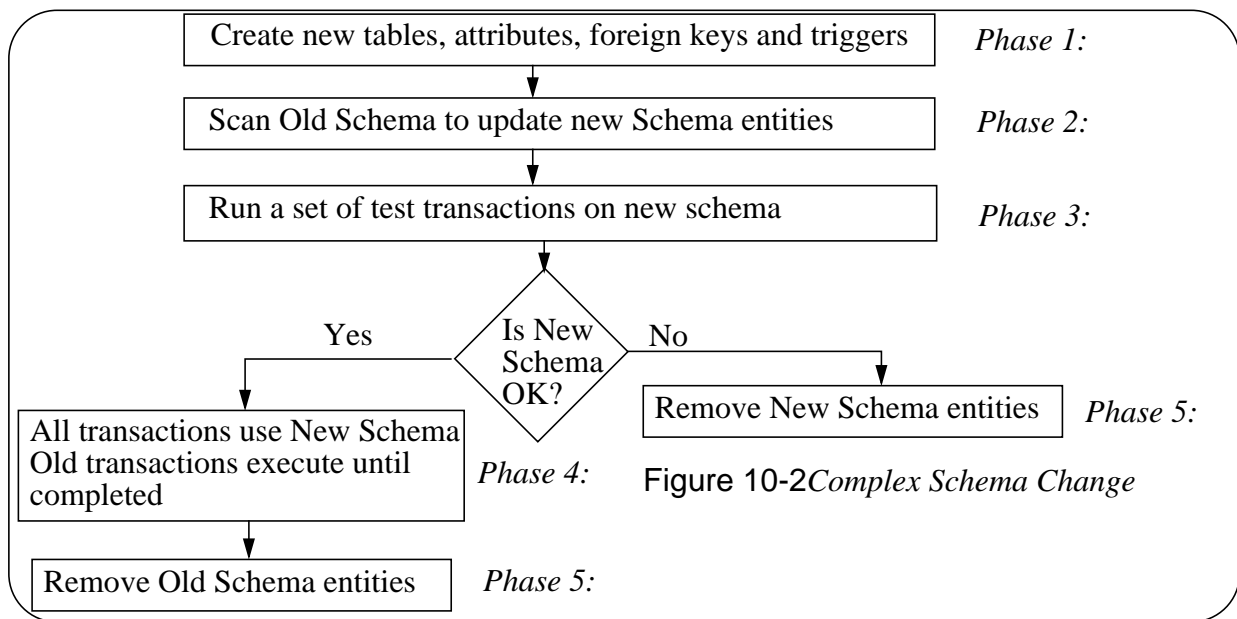 Create new tables, attributes, foreign keys and triggers
Phase 1:
Scan Old Schema to update new Schema entities
Phase 2:
Run a set of test transactions on new schema
Phase 3:
Is New
Schema
OK?
Yes
No
Remove New Schema entities
Phase 5:
All transactions use New Schema
Old transactions execute until
completed
Phase 4:
Figure 10-2Complex Schema Change
Remove Old Schema entities
Phase 5: